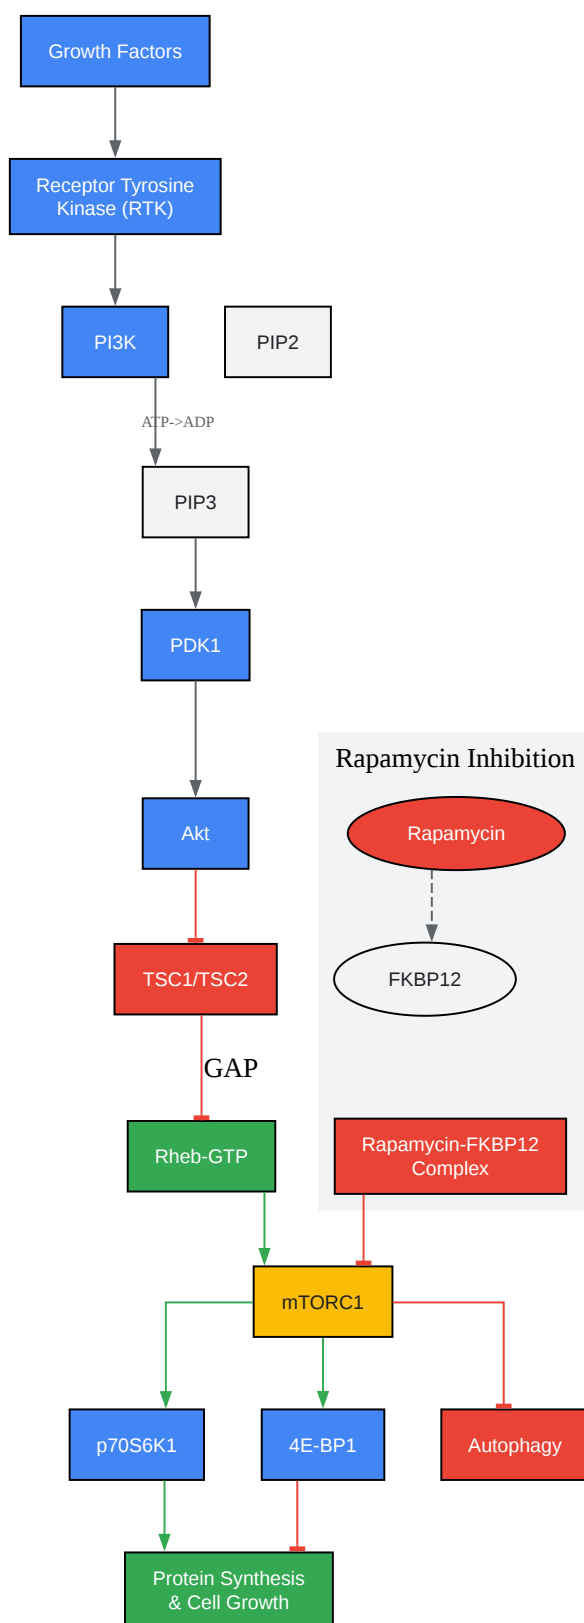 Growth Factors
Receptor Tyrosine
Kinase (RTK)
PI3K
PIP2
ATP->ADP
PIP3
PDK1
Rapamycin Inhibition
Akt
Rapamycin
TSC1/TSC2
FKBP12
GAP
Rheb-GTP
Rapamycin-FKBP12
Complex
mTORC1
p70S6K1
4E-BP1
Autophagy
Protein Synthesis
& Cell Growth